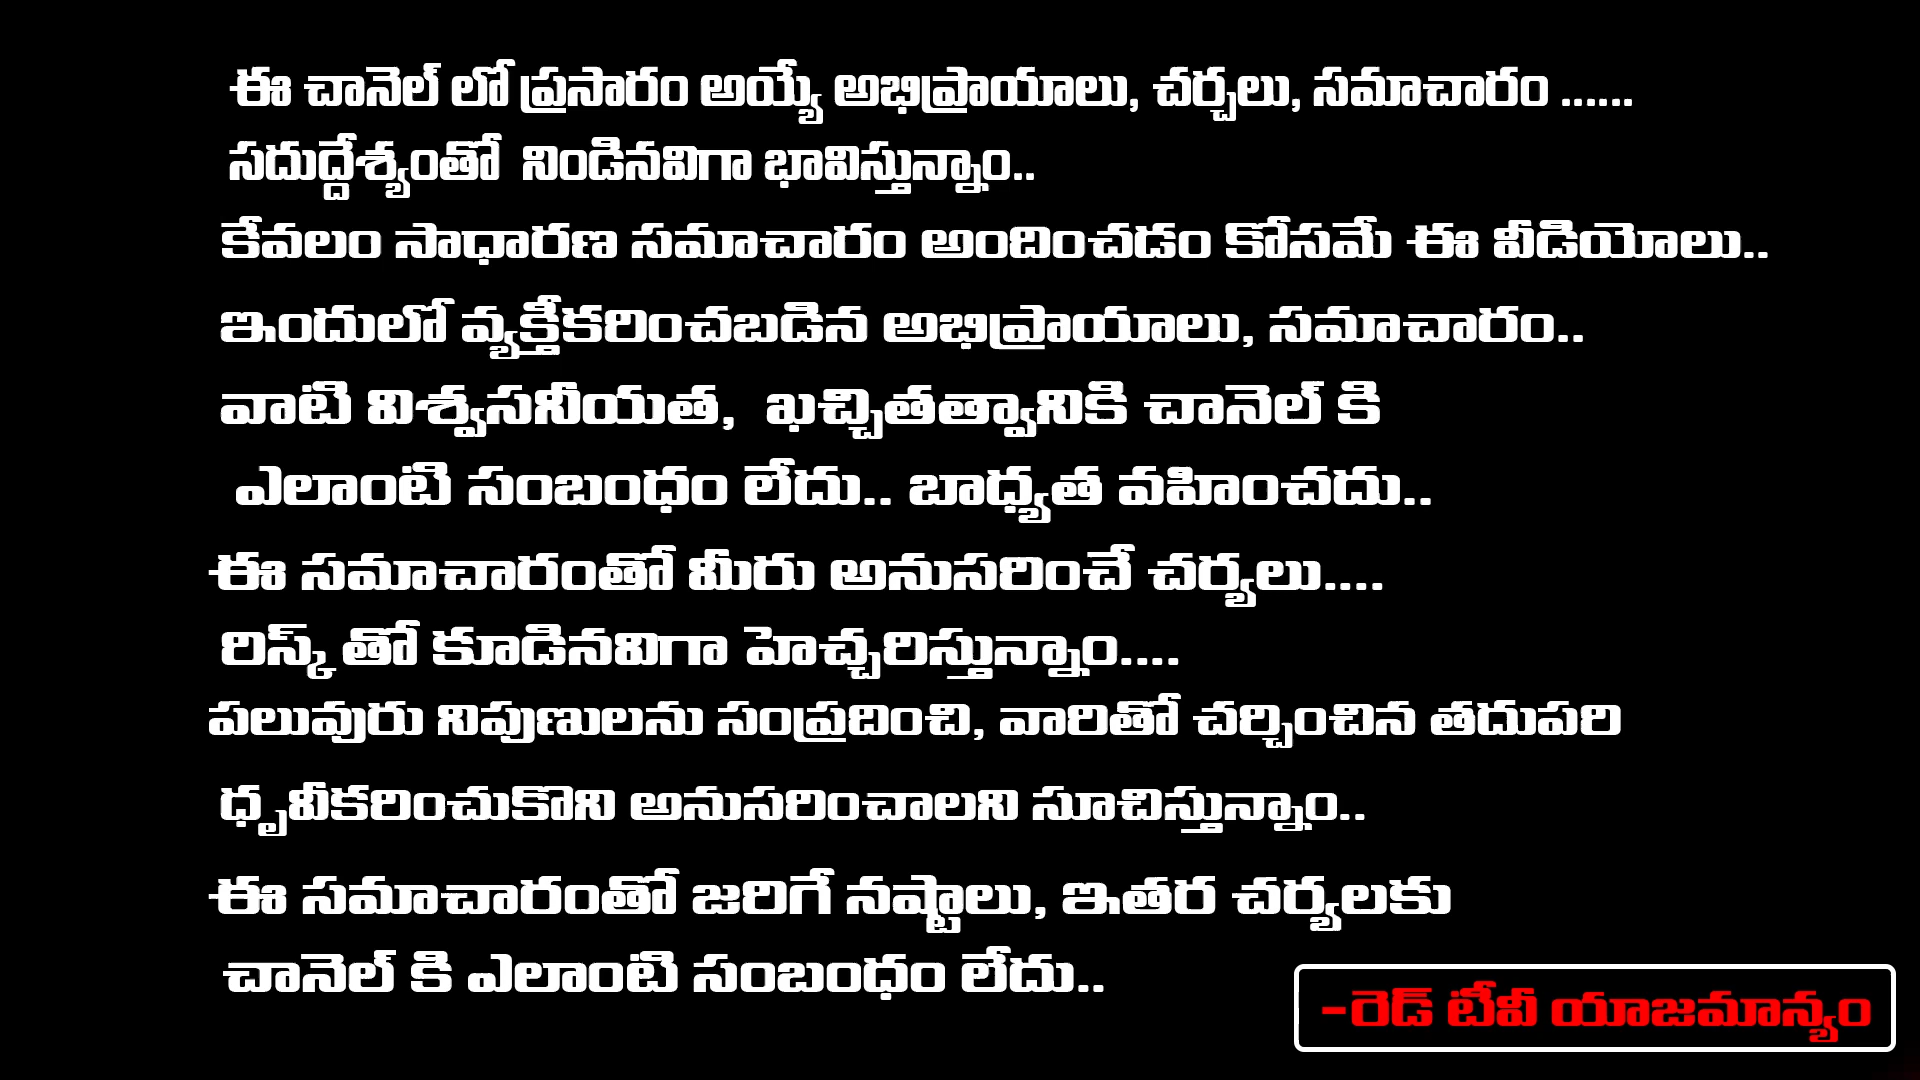 ఈ చానెల్ లో ప్రసారం అయ్యే అభిప్రాయాలు, చర్చలు, సమాచారం ......
సదుద్దేశ్యంతో నిండినవిగా భావిస్తున్నాం..
కేవలం సాధారణ సమాచారం అందించడం కోసమే ఈ వీడియోలు..
ఇందులో వ్యక్తీకరించబడిన అభిప్రాయాలు, సమాచారం..
వాటి విశ్వసనీయత, ఖచ్చితత్వానికి చానెల్ కి
ఎలాంటి సంబంధం లేదు.. బాధ్యత వహించదు..
ఈ సమాచారంతో మీరు అనుసరించే చర్యలు....
రిస్క్ తో కూడినవిగా హెచ్చరిస్తున్నాం....
పలువురు నిపుణులను సంప్రదించి, వారితో చర్చించిన తదుపరి
ధృవీకరించుకొని అనుసరించాలని సూచిస్తున్నాం..
ఈ సమాచారంతో జరిగే నష్టాలు, ఇతర చర్యలకు
చానెల్ కి ఎలాంటి సంబంధం లేదు..
-రెడ్ టీవీ యాజమాన్యం